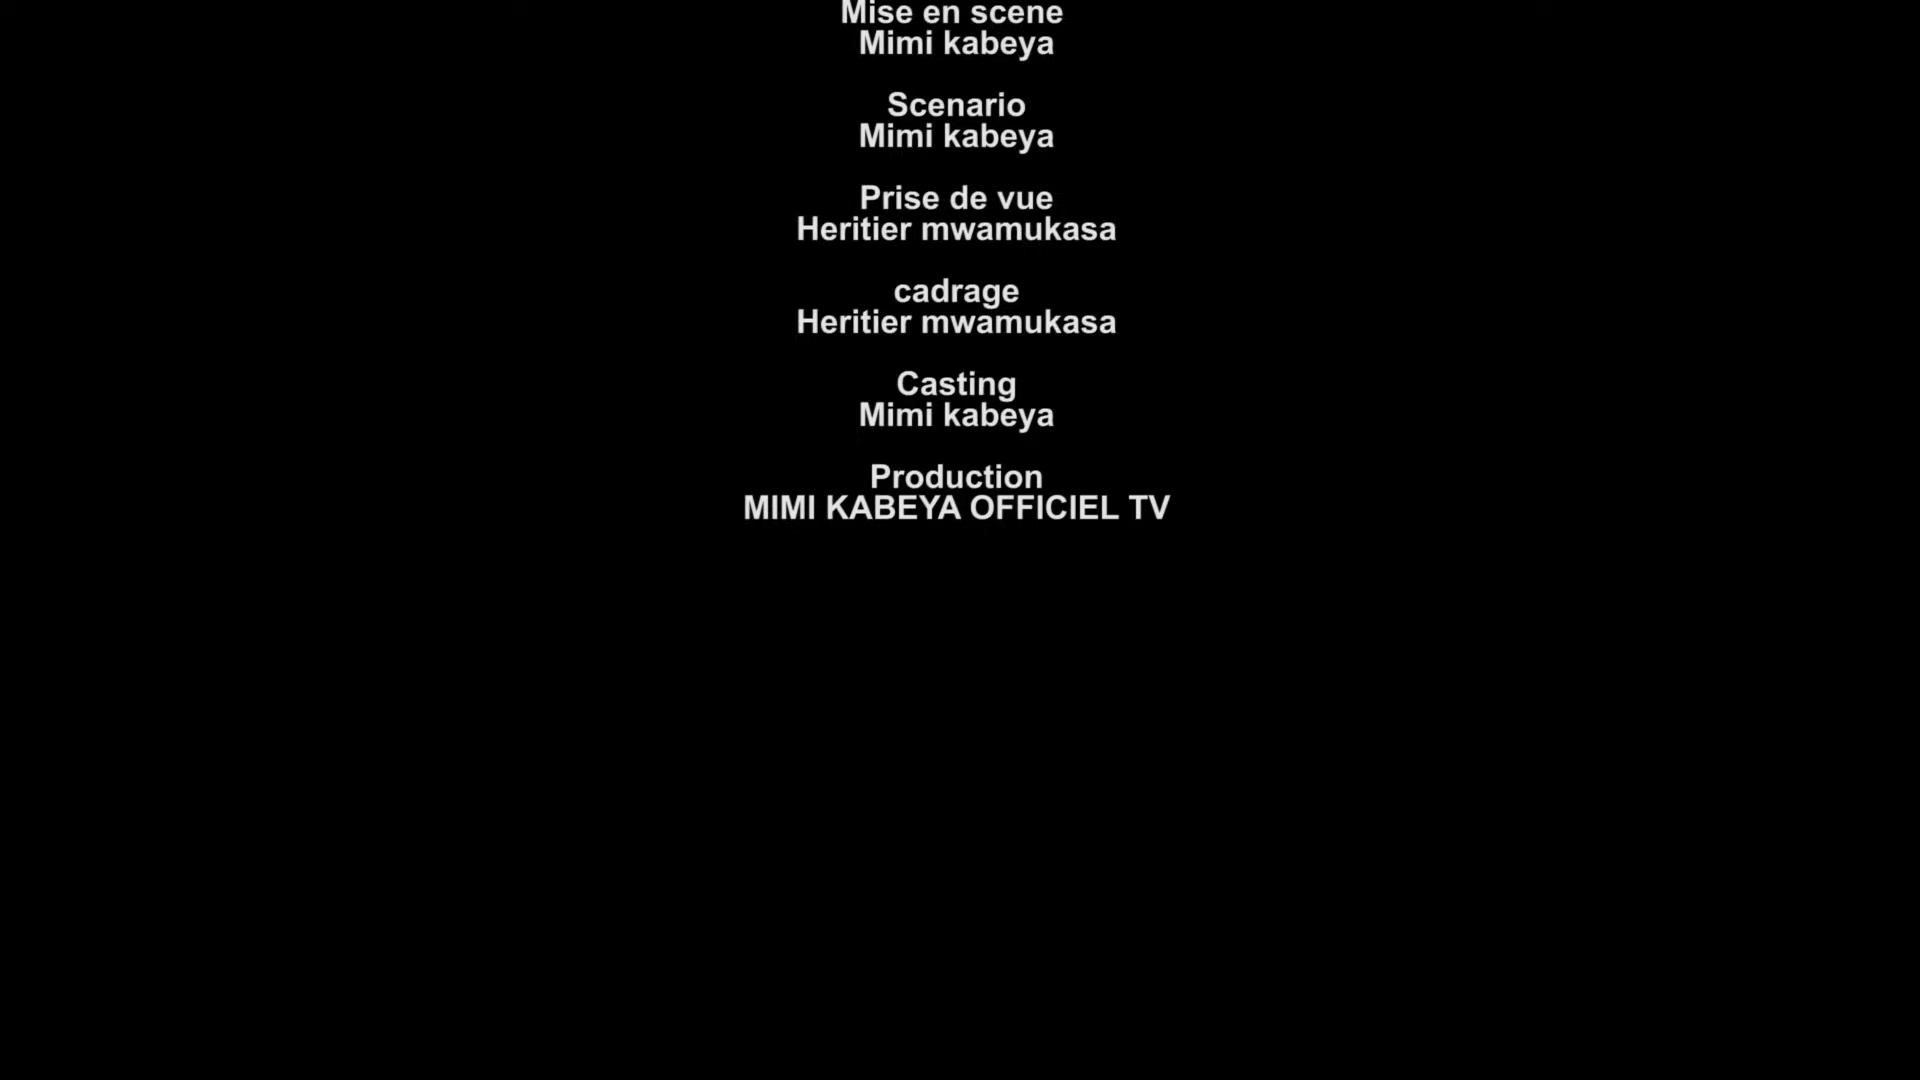 Mise en scene
Mimi kabeya
Scenario
Mimi kabeya
Prise de vue
Heritier mwamukasa
cadrage
Heritier mwamukasa
Casting
Mimi kabeya
Production
MIMI KABEYA OFFICIEL TV